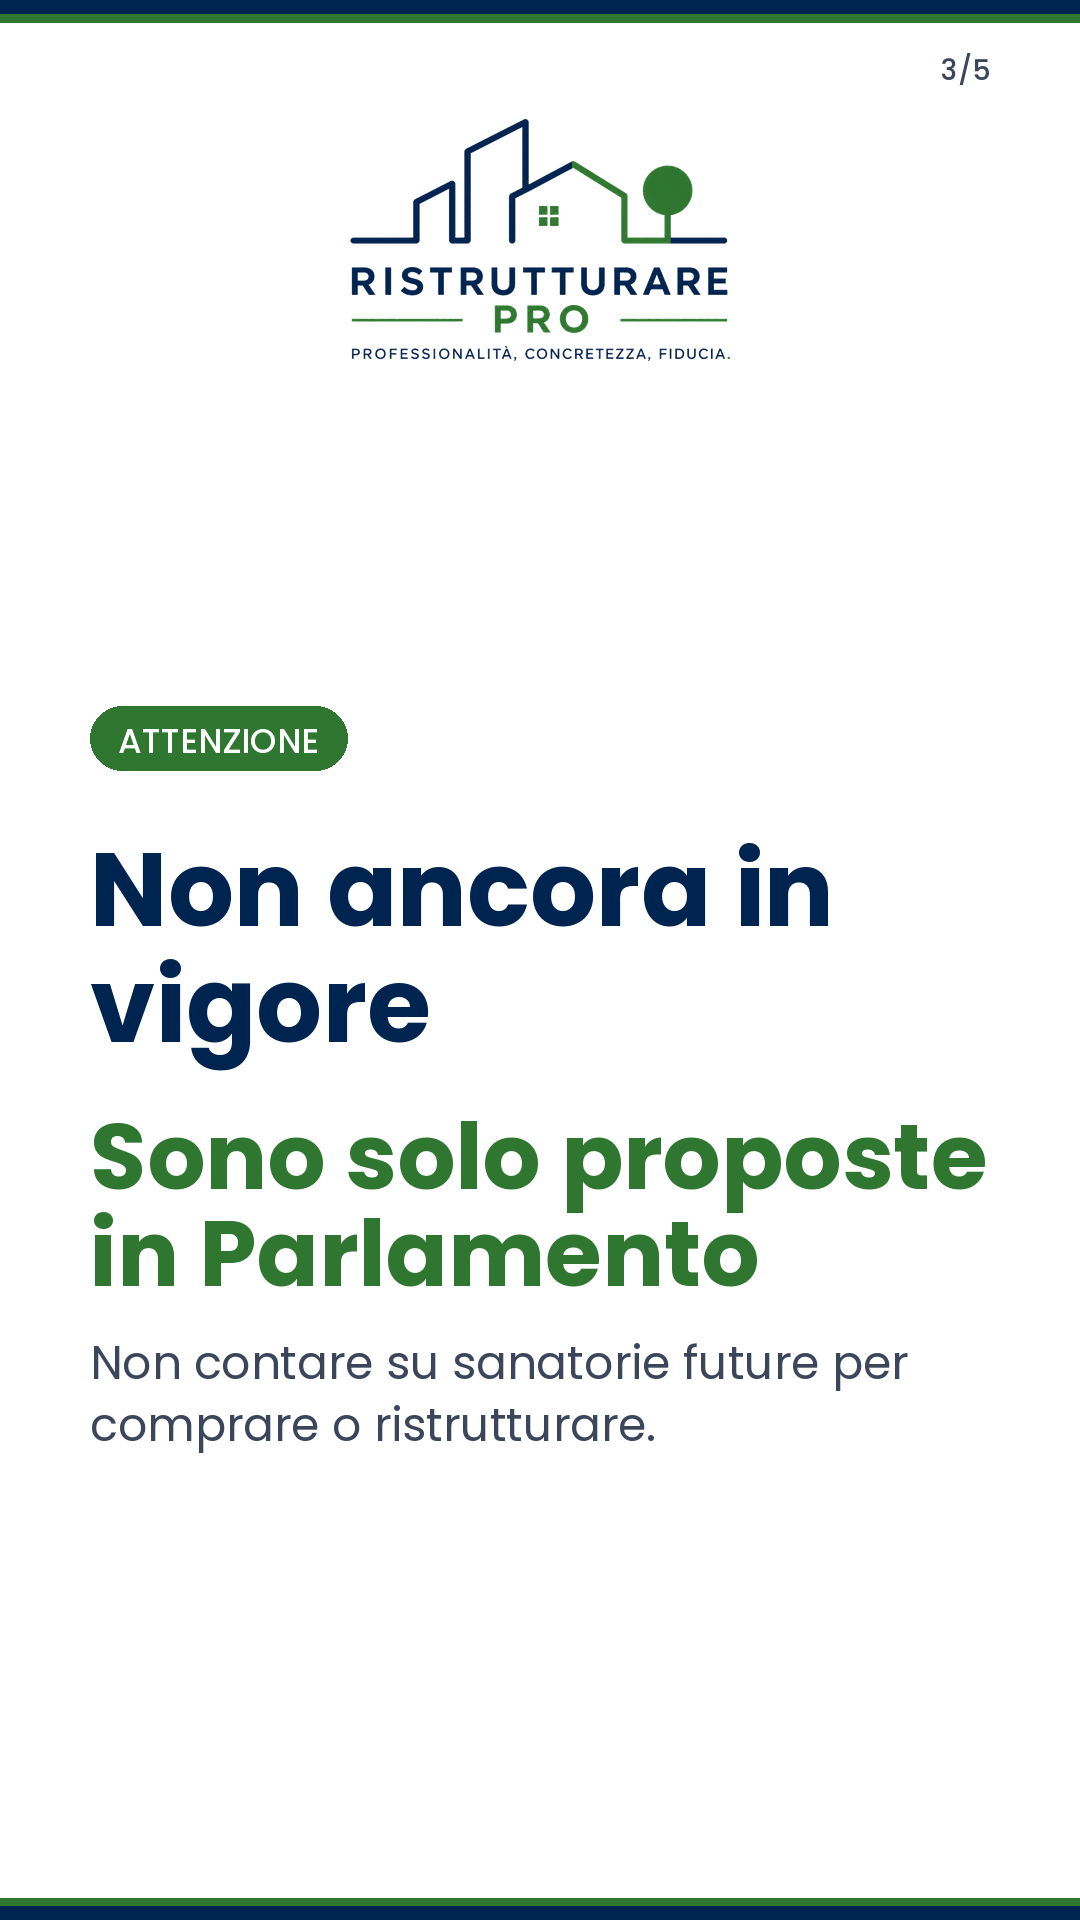 3/5
RISTRUTTURARE
PRO
PROFESSIONALITÀ, CONCRETEZZA, FIDUCIA.
ATTENZIONE
Non ancora in
vigore
Sono solo proposte
in Parlamento
Non contare su sanatorie future per
comprare o ristrutturare.